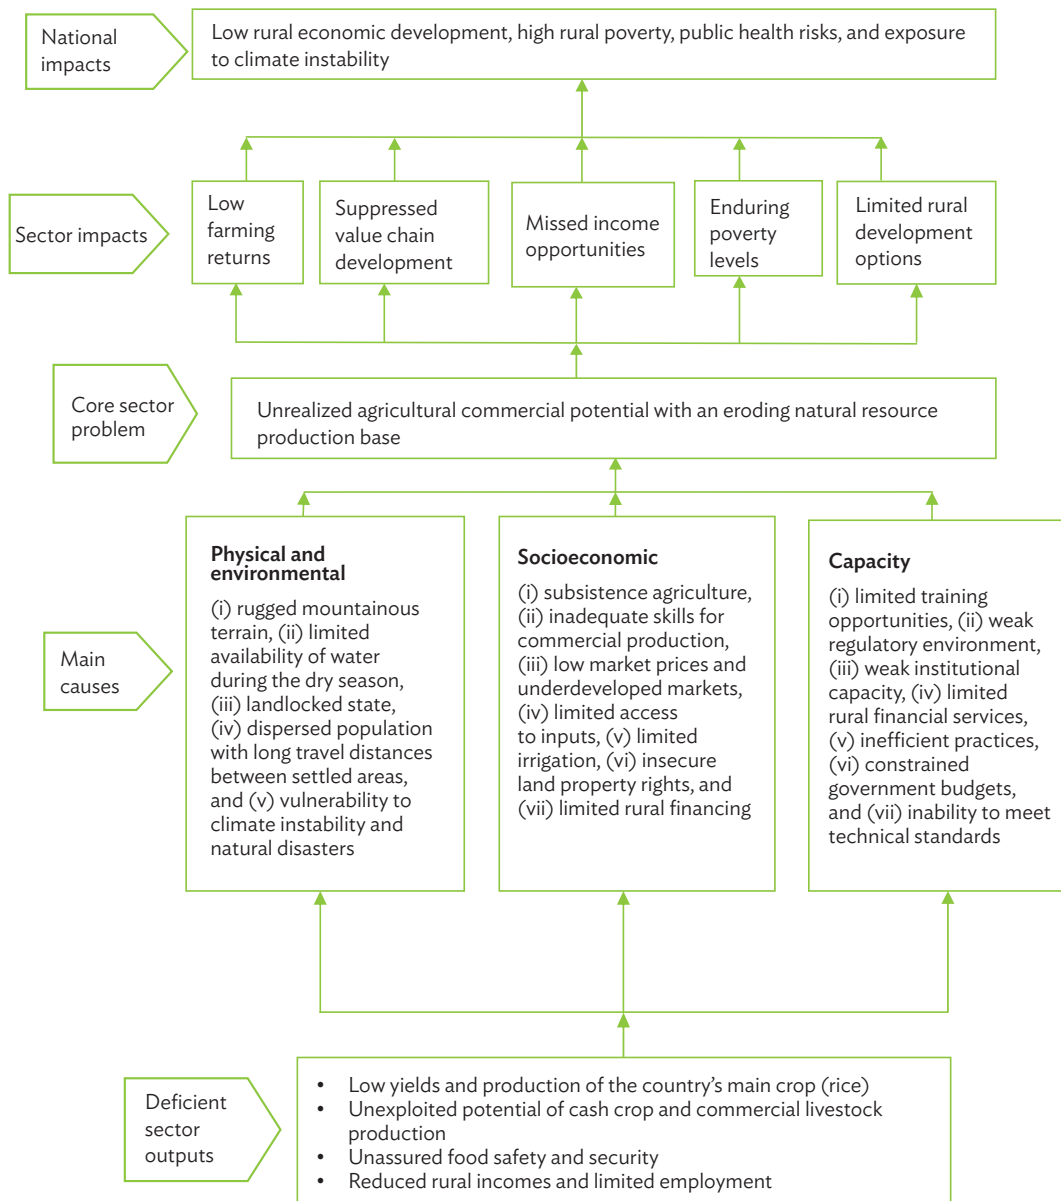 National
impacts
Low rural economic development, high rural poverty, public health risks, and exposure
to climate instability
Sector impacts
Low
farming
returns
Suppressed
value chain
development
Missed income
opportunities
Enduring
poverty
levels
Limited rural
development
options
Core sector
problem
Unrealized agricultural commercial potential with an eroding natural resource
production base
Main
causes
Physical and
environmental
(i) rugged mountainous
terrain, (ii) limited
availability of water
during the dry season,
(iii) landlocked state,
(iv) dispersed population
with long travel distances
between settled areas,
and (v) vulnerability to
climate instability and
natural disasters
Socioeconomic
(i) subsistence agriculture,
(ii) inadequate skills for
commercial production,
(iii) low market prices and
underdeveloped markets,
(iv) limited access
to inputs, (v) limited
irrigation, (vi) insecure
land property rights, and
(vii) limited rural financing
Capacity
(i) limited training
opportunities, (ii) weak
regulatory environment,
(iii) weak institutional
capacity, (iv) limited
rural financial services,
(v) inefficient practices,
(vi) constrained
government budgets,
and (vii) inability to meet
technical standards
Deficient
sector
outputs
• Low yields and production of the country's main crop (rice)
• Unexploited potential of cash crop and commercial livestock
production
• Unassured food safety and security
• Reduced rural incomes and limited employment